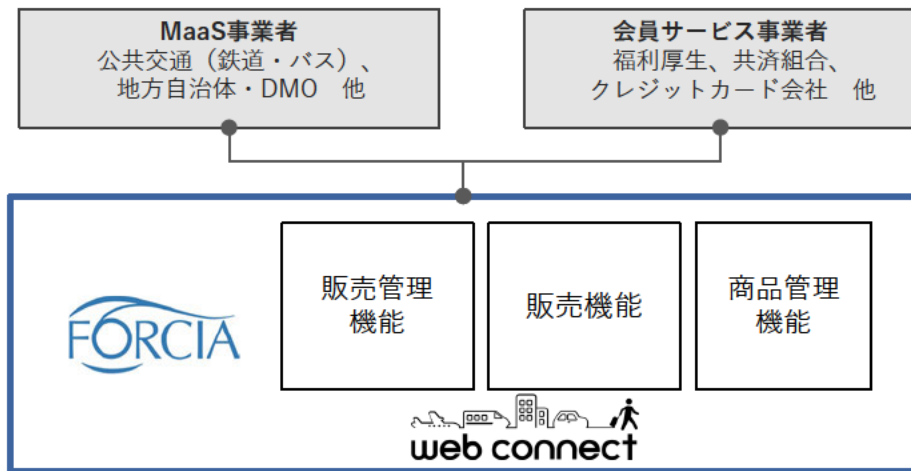 MaaS事業者
公共交通（鉄道・バス）、
地方自治体・DMO　他
会員サービス事業者
福利厚生、共済組合、
クレジットカード会社　他
FORCIA
販売管理
機能
販売機能
商品管理
機能
web connect